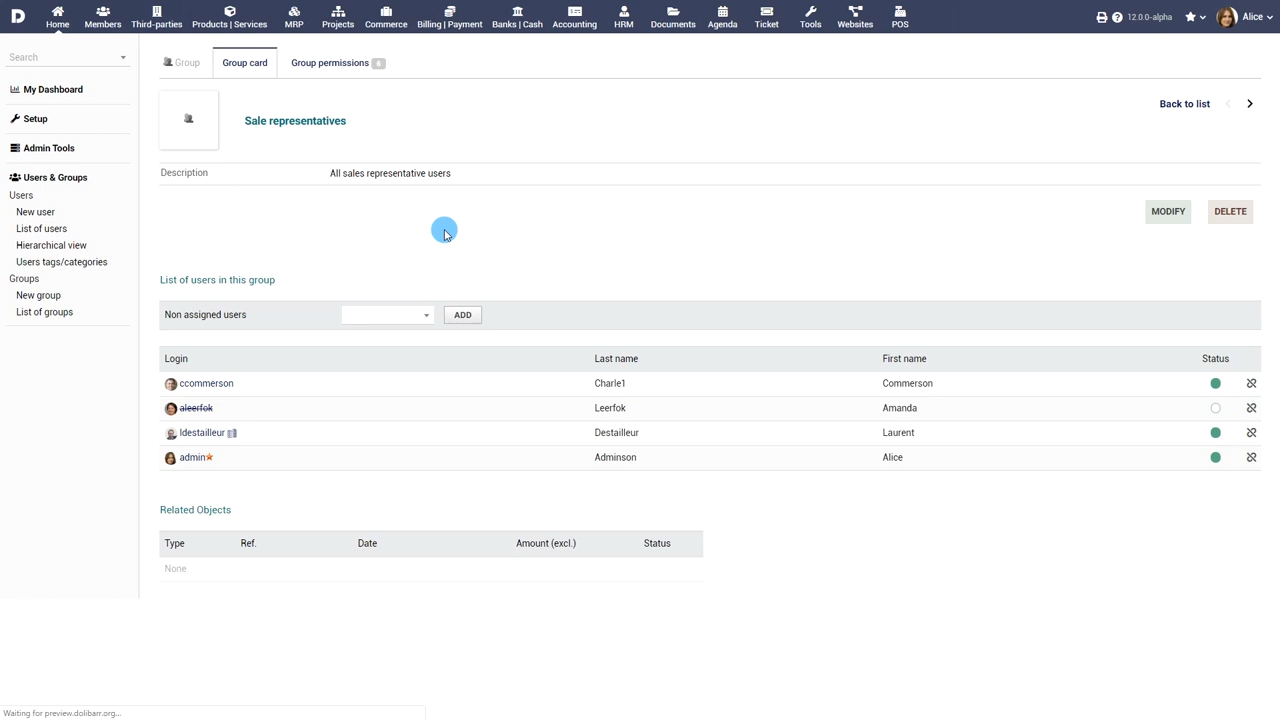 Home Members Third-parties Products | Services MRP Projects Commerce Billing | Payment Banks | Cash Accounting HRM Documents Agenda Ticket Tools Websites POS 12.0.0-alpha Alice
Search
My Dashboard
Setup
Admin Tools
Users & Groups
Users
New user
List of users
Hierarchical view
Users tags/categories
Groups
New group
List of groups
Group Group card Group permissions 6
Sale representatives
Back to list
Description All sales representative users
MODIFY DELETE
List of users in this group
Non assigned users ADD
Login Last name First name Status
ccommerson Charle1 Commerson
aleerfok Leerfok Amanda
ldestailleur Destailleur Laurent
admin Adminson Alice
Related Objects
Type Ref. Date Amount (excl.) Status
None
Waiting for preview.dolibarr.org...